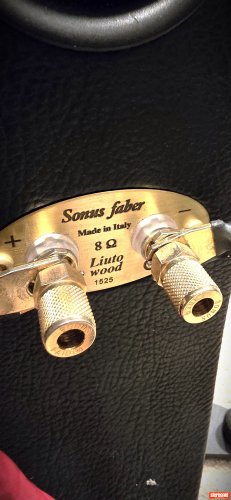 Sonus faber
Made in Italy
+
−
8 Ω
Liuto
wood
1525